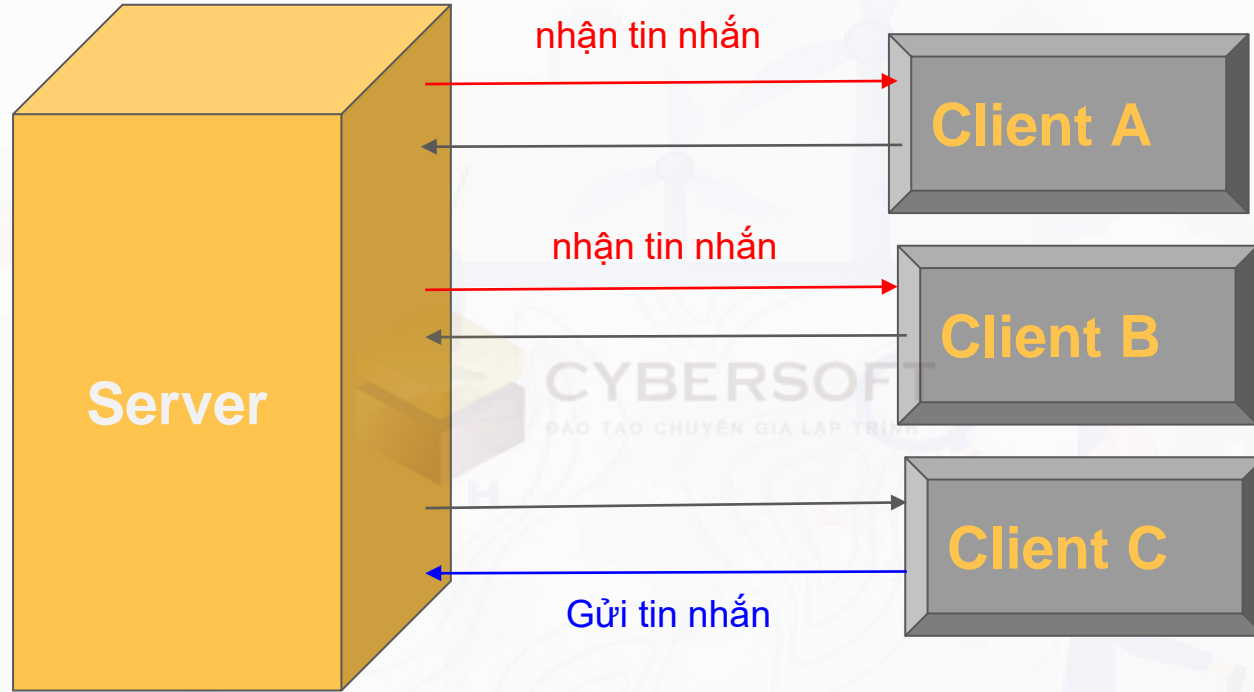 nhận tin nhắn
Client A
nhận tin nhắn
Client B
Server
CYBERSOFT
ĐÀO TẠO CHUYÊN GIA LẬP TRÌNH
H
Client C
Gửi tin nhắn